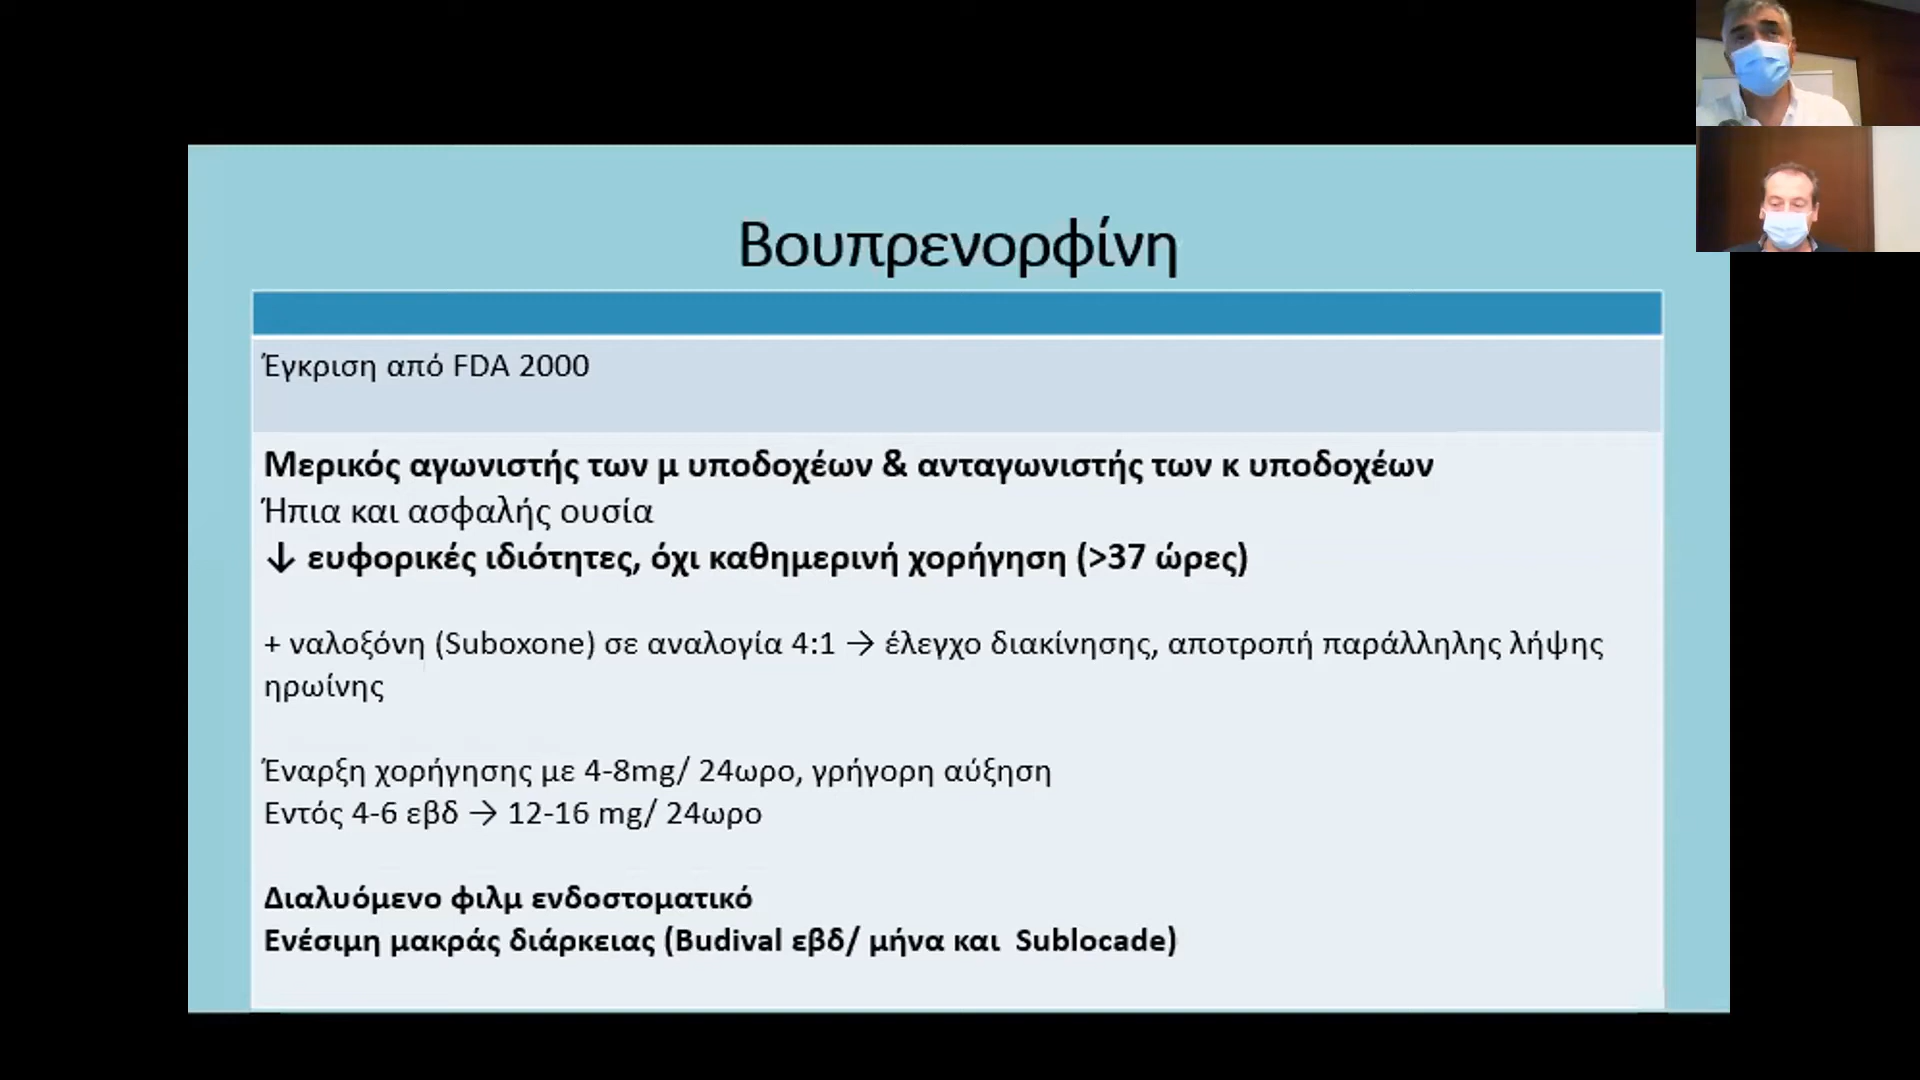 Βουπρενορφίνη
Έγκριση από FDA 2000
Μερικός αγωνιστής των μ υποδοχέων & ανταγωνιστής των κ υποδοχέων
Ήπια και ασφαλής ουσία
↓ ευφορικές ιδιότητες, όχι καθημερινή χορήγηση (>37 ώρες)
+ ναλοξόνη (Suboxone) σε αναλογία 4:1 → έλεγχο διακίνησης, αποτροπή παράλληλης λήψης
ηρωίνης
Έναρξη χορήγησης με 4-8mg/ 24ωρο, γρήγορη αύξηση
Εντός 4-6 εβδ → 12-16 mg/ 24ωρο
Διαλυόμενο φιλμ ενδοστοματικό
Ενέσιμη μακράς διάρκειας (Budival εβδ/ μήνα και Sublocade)